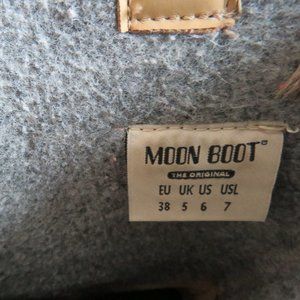 MOON BOOT®
THE ORIGINAL
EU UK US USL
38 5 6 7